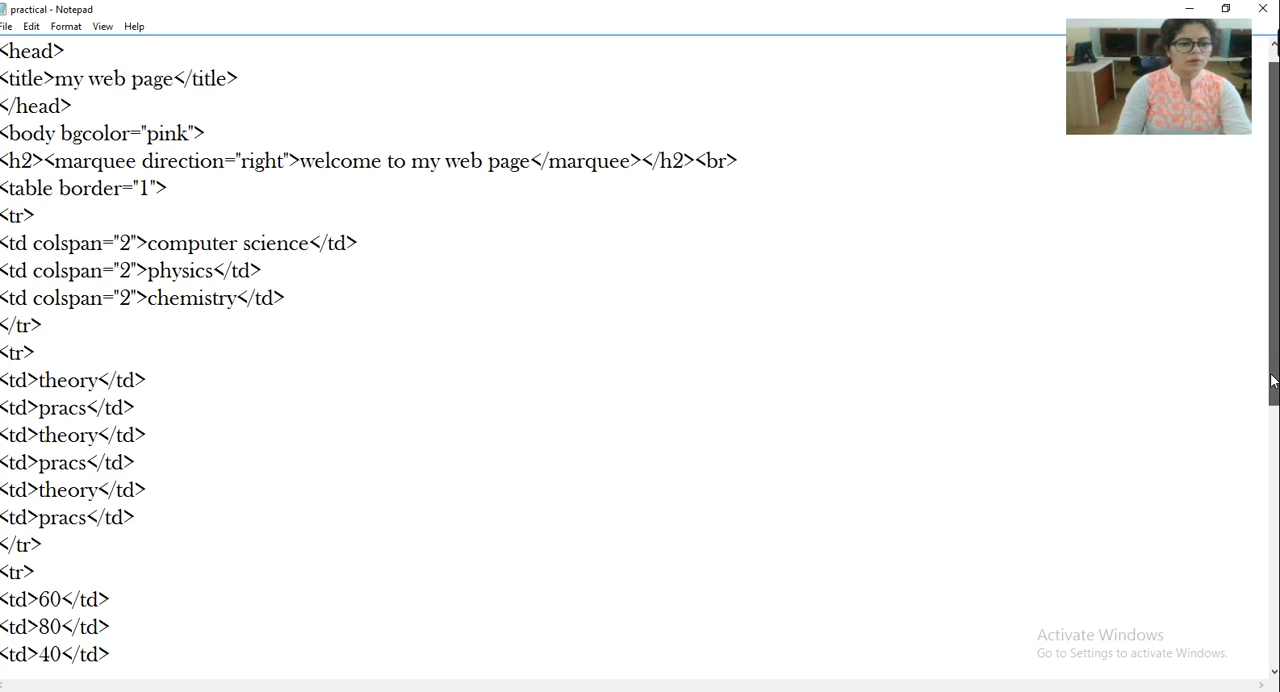 practical - Notepad
File Edit Format View Help
<head>
<title>my web page</title>
</head>
<body bgcolor="pink">
<h2><marquee direction="right">welcome to my web page</marquee></h2><br>
<table border="1">
<tr>
<td colspan="2">computer science</td>
<td colspan="2">physics</td>
<td colspan="2">chemistry</td>
</tr>
<tr>
<td>theory</td>
<td>pracs</td>
<td>theory</td>
<td>pracs</td>
<td>theory</td>
<td>pracs</td>
</tr>
<tr>
<td>60</td>
<td>80</td>
<td>40</td>
Activate Windows
Go to Settings to activate Windows.